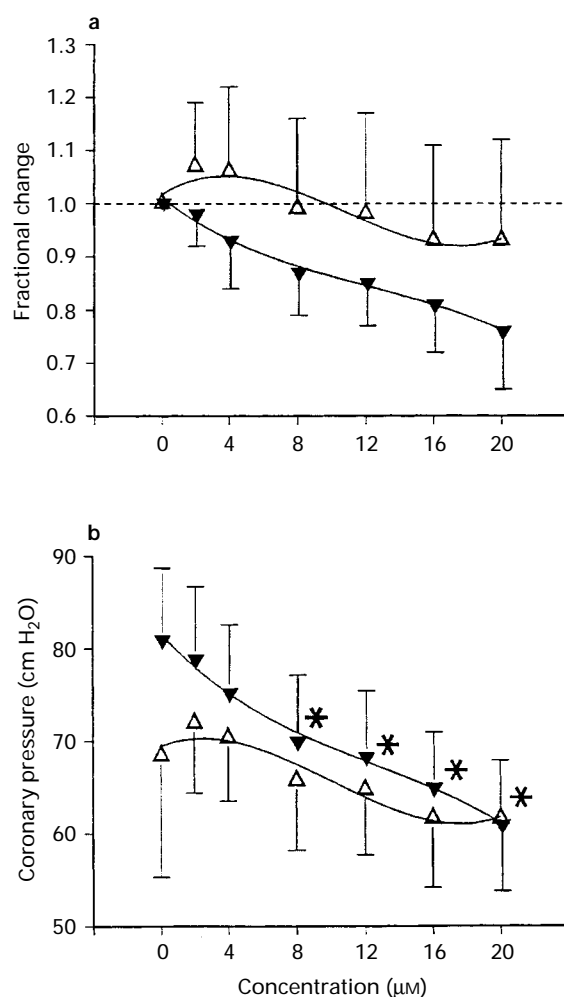 a
1.3
1.2
1.1
1.0
0.9
0.8
0.7
0.6
Fractional change
0 4 8 12 16 20
b
90
80
70
60
50
Coronary pressure (cm H₂O)
0 4 8 12 16 20
Concentration (μM)